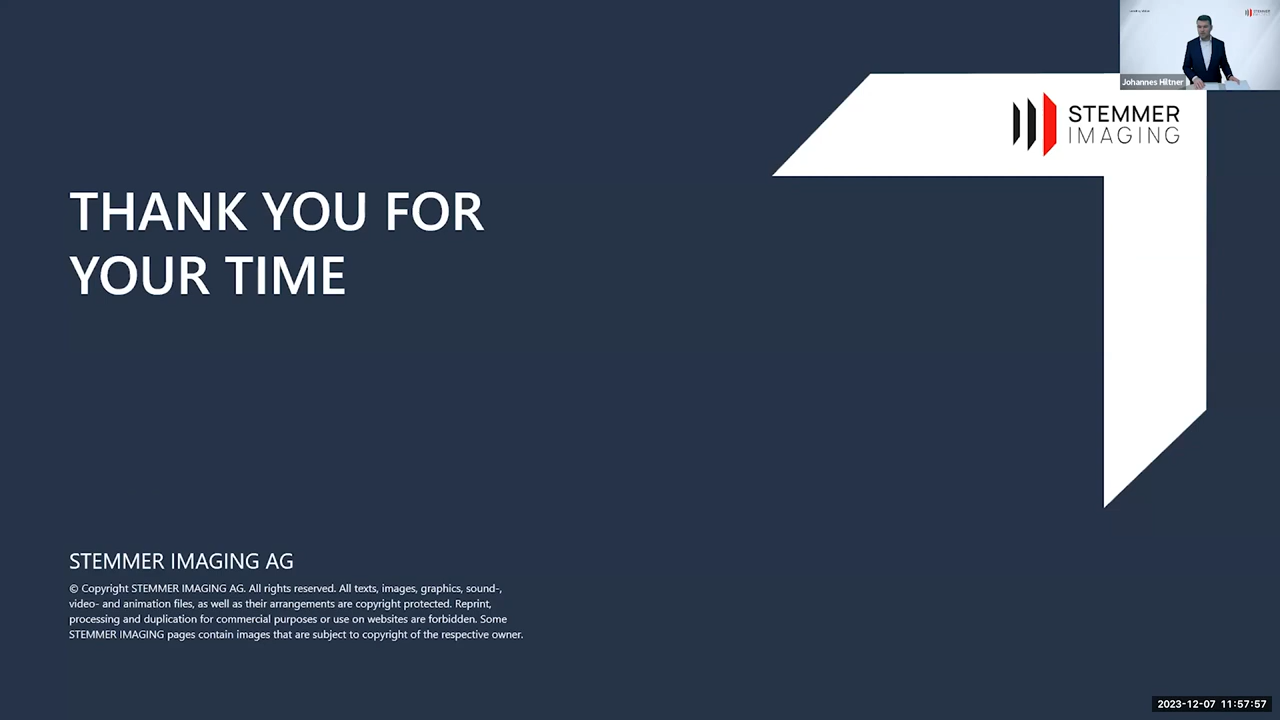 Johannes Hiltner
STEMMER
IMAGING
THANK YOU FOR
YOUR TIME
STEMMER IMAGING AG
© Copyright STEMMER IMAGING AG. All rights reserved. All texts, images, graphics, sound-,
video- and animation files, as well as their arrangements are copyright protected. Reprint,
processing and duplication for commercial purposes or use on websites are forbidden. Some
STEMMER IMAGING pages contain images that are subject to copyright of the respective owner.
2023-12-07 11:57:57